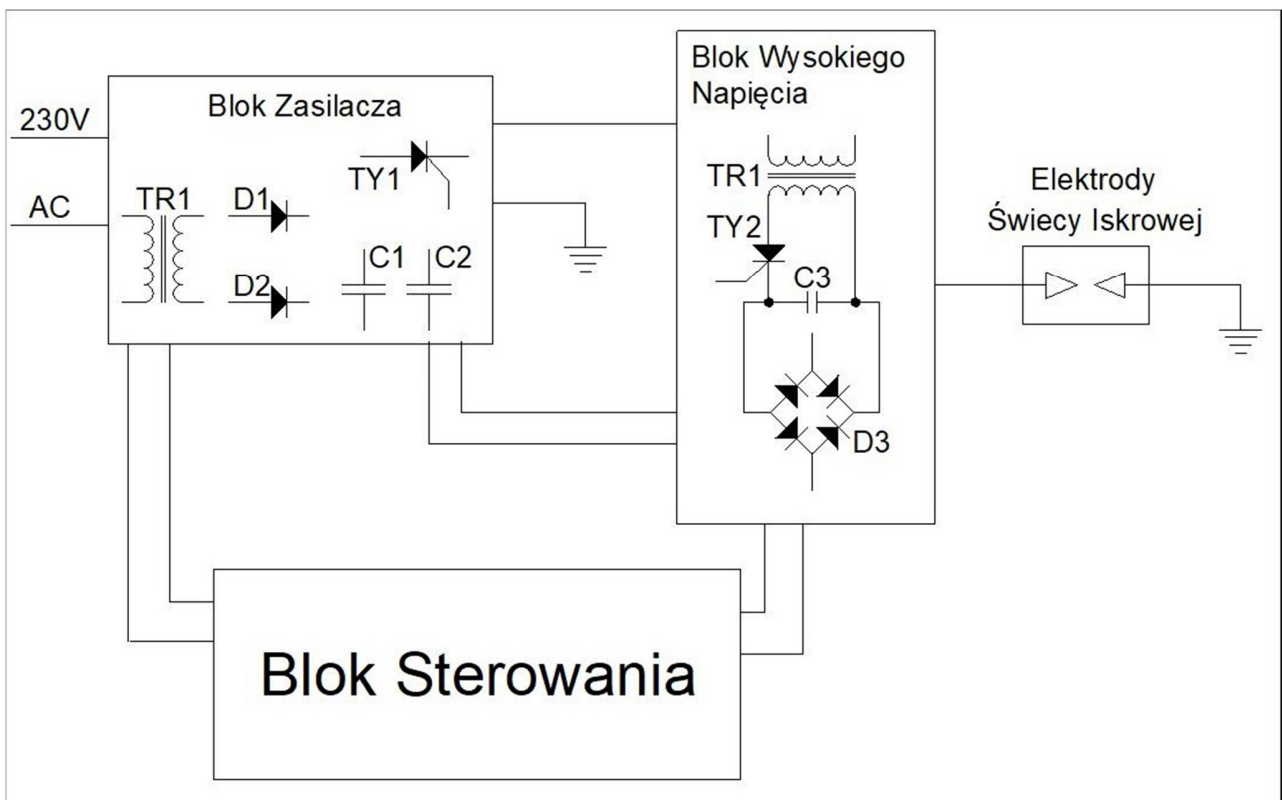 230V
AC
Blok Zasilacza
TY1
TR1
D1
D2
C1
C2
Blok Wysokiego
Napięcia
TR1
TY2
C3
D3
Elektrody
Świecy Iskrowej
Blok Sterowania